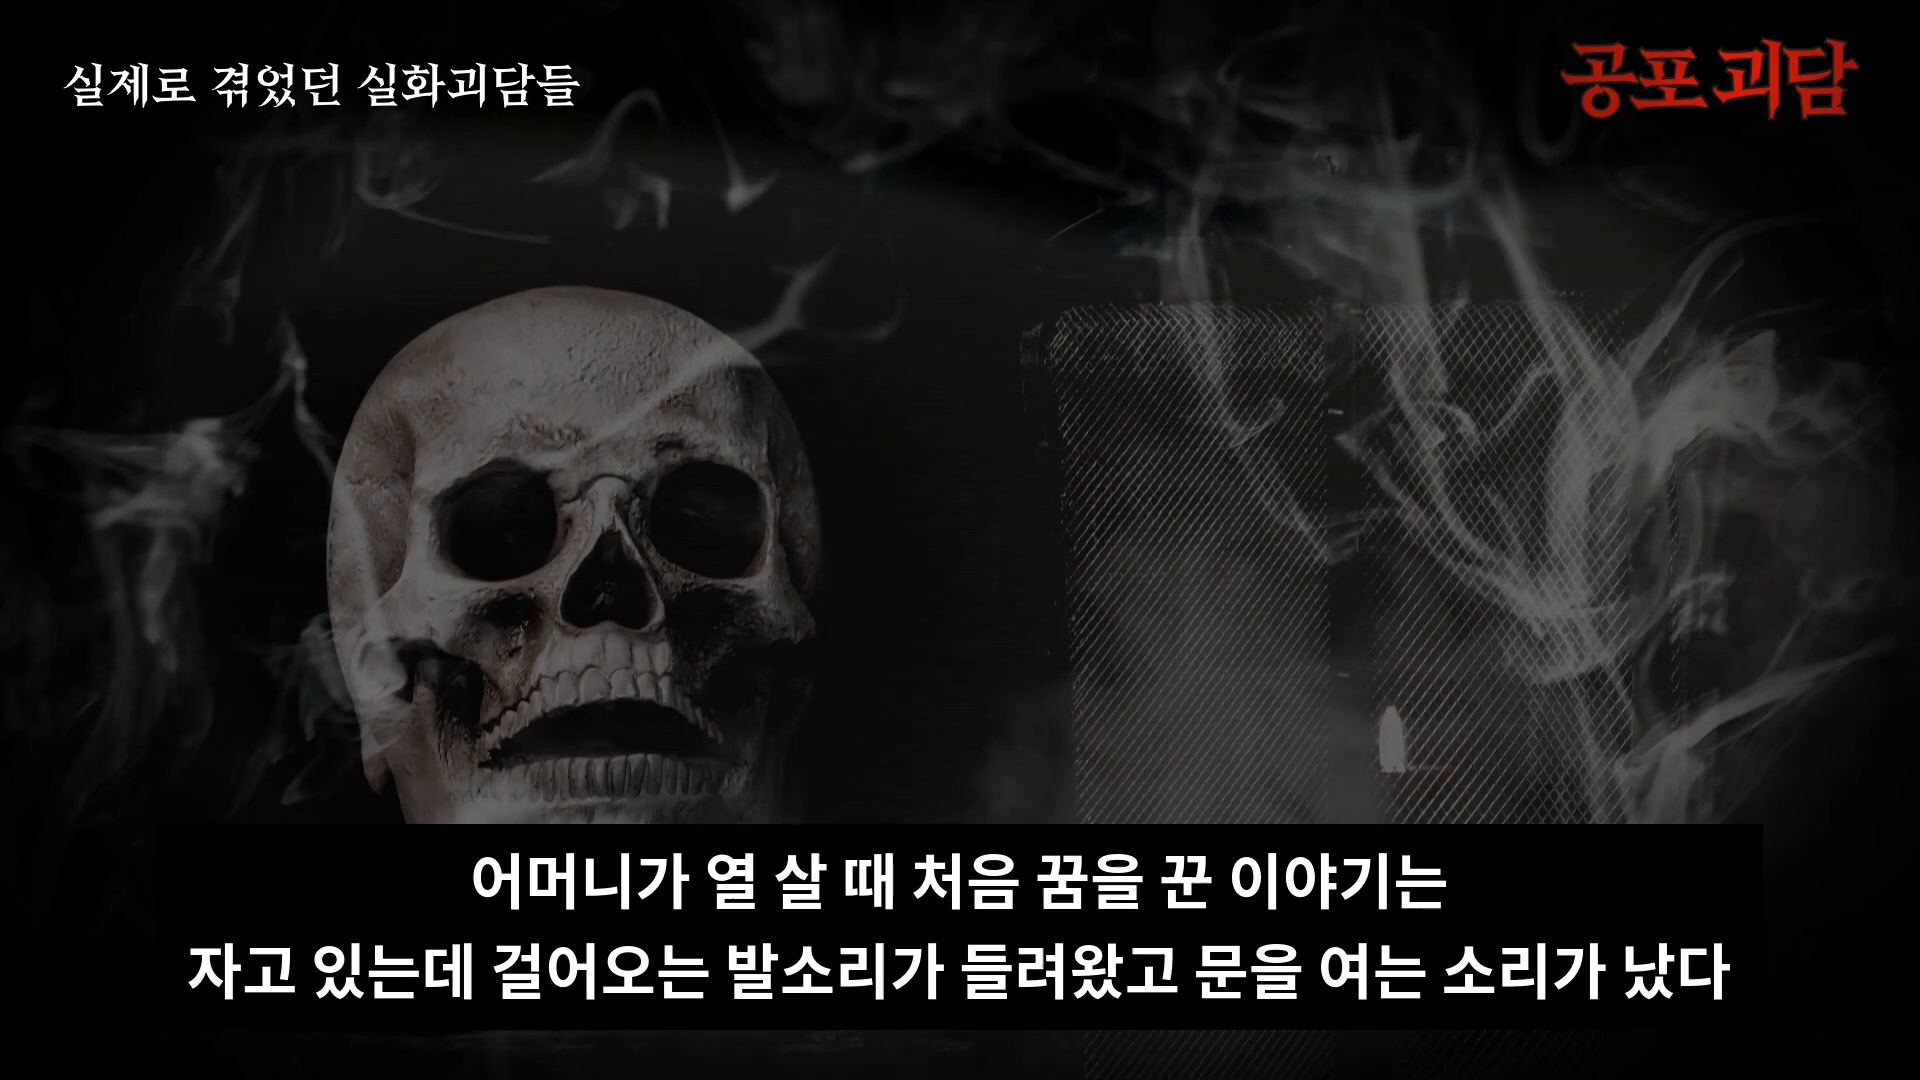 실제로 겪었던 실화괴담들
공포 괴담
어머니가 열 살 때 처음 꿈을 꾼 이야기는
자고 있는데 걸어오는 발소리가 들려왔고 문을 여는 소리가 났다